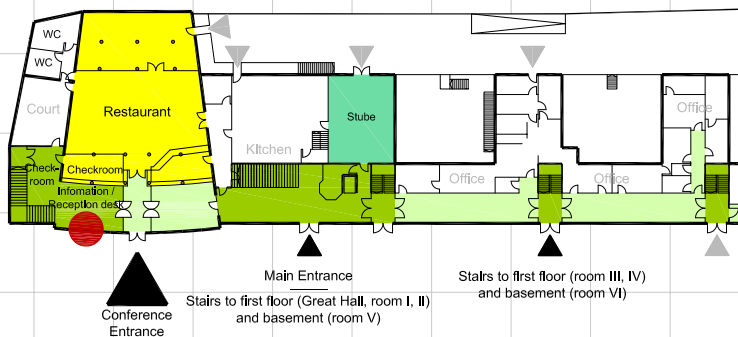 WC
WC
Court
Restaurant
Stube
Kitchen
Office
Check-
room
Checkroom
Infomation /
Reception desk
Office
Office
Main Entrance
Stairs to first floor (Great Hall, room I, II)
and basement (room V)
Stairs to first floor (room III, IV)
and basement (room VI)
Conference
Entrance